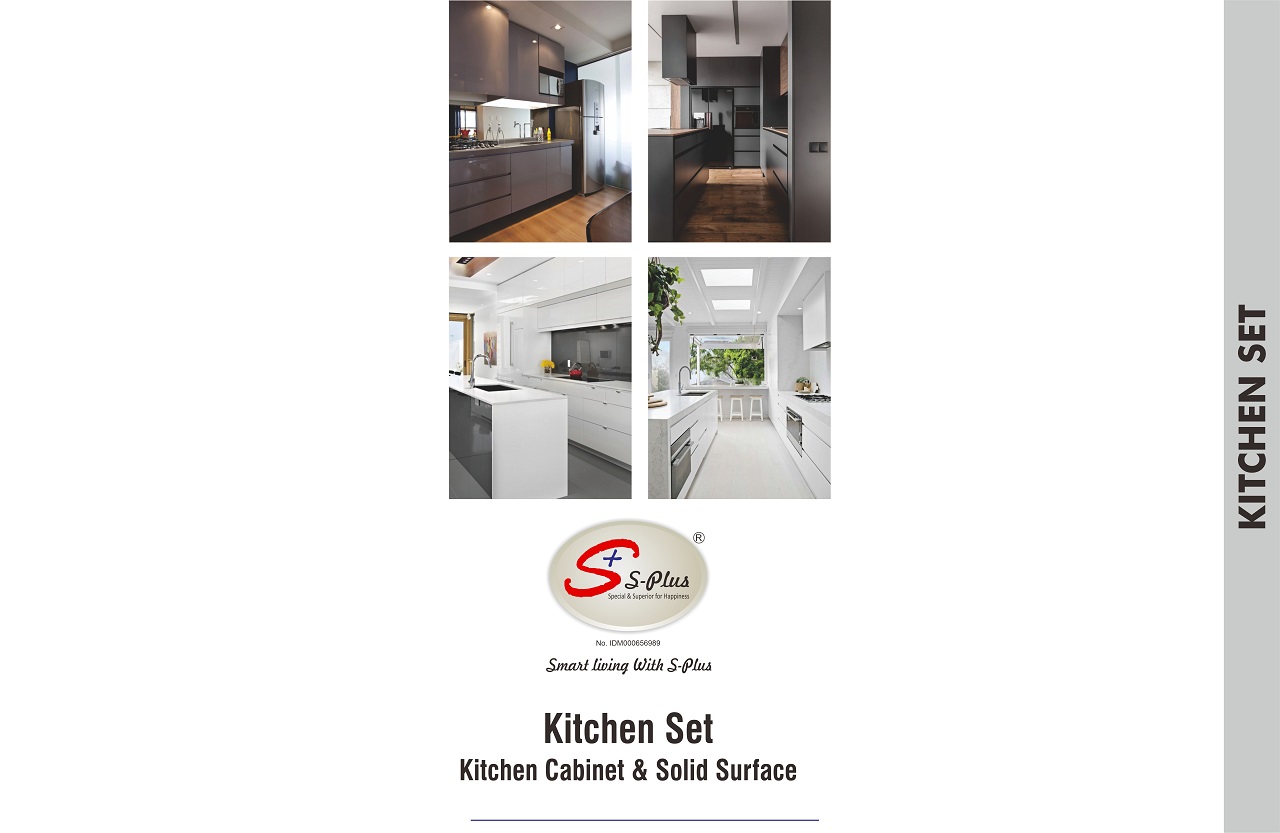 S+ S-Plus
®
Special & Superior for Happiness
No. IDM000656989
Smart living With S-Plus
Kitchen Set
Kitchen Cabinet & Solid Surface
KITCHEN SET